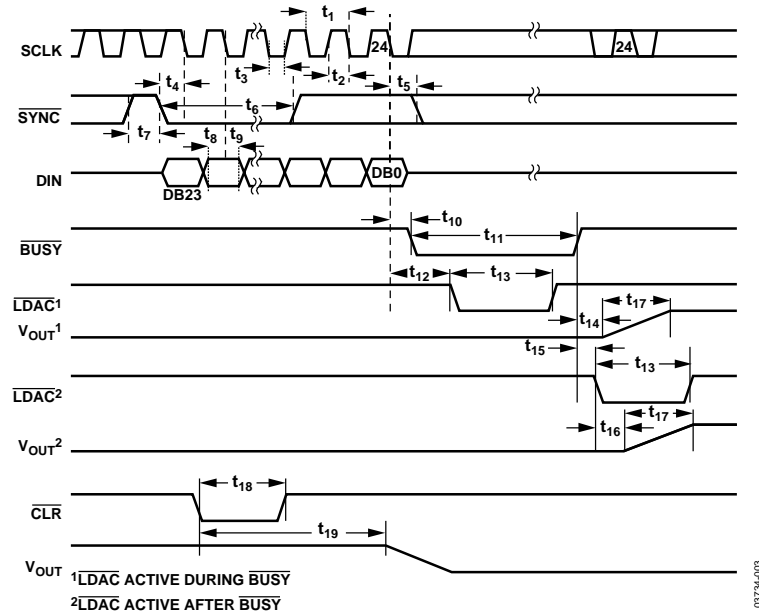 t1
SCLK
24
24
t4
t3
t2
t5
t6
SYNC
t7
t8
t9
DIN
DB23
DB0
t10
BUSY
t11
t12
t13
LDAC1
t17
VOUT1
t14
t15
t13
LDAC2
t17
VOUT2
t16
t18
CLR
t19
VOUT
1LDAC ACTIVE DURING BUSY
2LDAC ACTIVE AFTER BUSY
03734-003